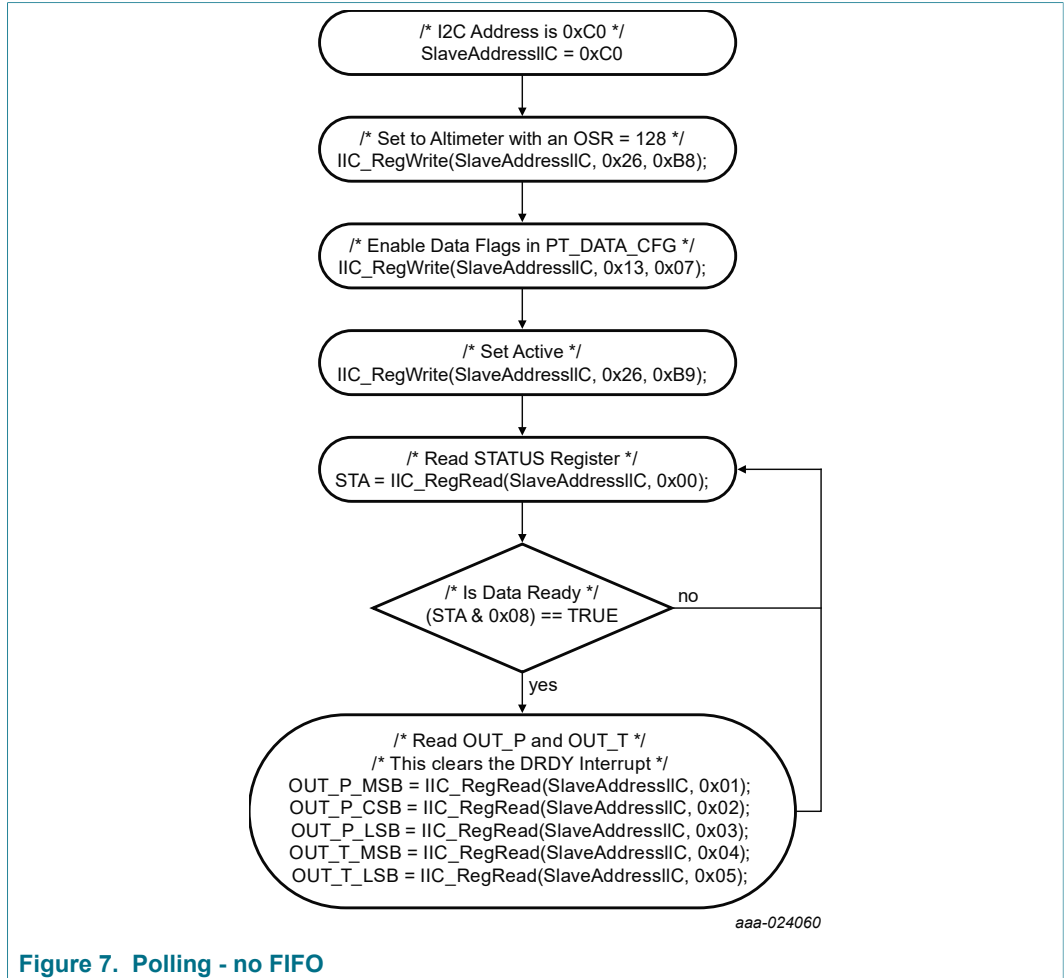 /* I2C Address is 0xC0 */
SlaveAddressIIC = 0xC0
/* Set to Altimeter with an OSR = 128 */
IIC_RegWrite(SlaveAddressIIC, 0x26, 0xB8);
/* Enable Data Flags in PT_DATA_CFG */
IIC_RegWrite(SlaveAddressIIC, 0x13, 0x07);
/* Set Active */
IIC_RegWrite(SlaveAddressIIC, 0x26, 0xB9);
/* Read STATUS Register */
STA = IIC_RegRead(SlaveAddressIIC, 0x00);
/* Is Data Ready */
(STA & 0x08) == TRUE
no
yes
/* Read OUT_P and OUT_T */
/* This clears the DRDY Interrupt */
OUT_P_MSB = IIC_RegRead(SlaveAddressIIC, 0x01);
OUT_P_CSB = IIC_RegRead(SlaveAddressIIC, 0x02);
OUT_P_LSB = IIC_RegRead(SlaveAddressIIC, 0x03);
OUT_T_MSB = IIC_RegRead(SlaveAddressIIC, 0x04);
OUT_T_LSB = IIC_RegRead(SlaveAddressIIC, 0x05);
aaa-024060
Figure 7. Polling - no FIFO